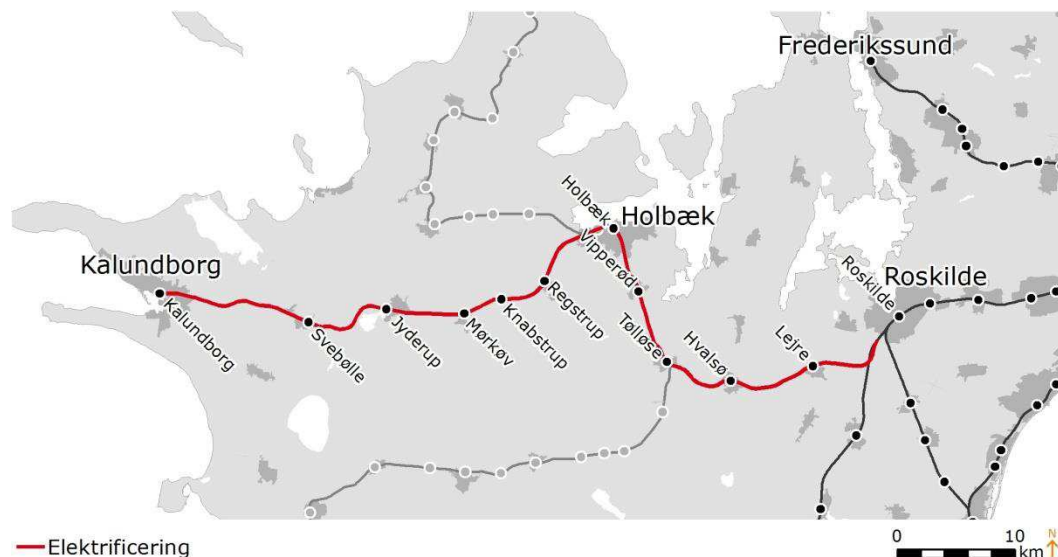 Frederikssund
Holbæk
Holbæk
Vipperød
Kalundborg
Kalundborg
Roskilde
Roskilde
Regstrup
Knabstrup
Mørkøv
Jyderup
Svebølle
Tølløse
Hvalsø
Lejre
Elektrificering
0 10
km
N